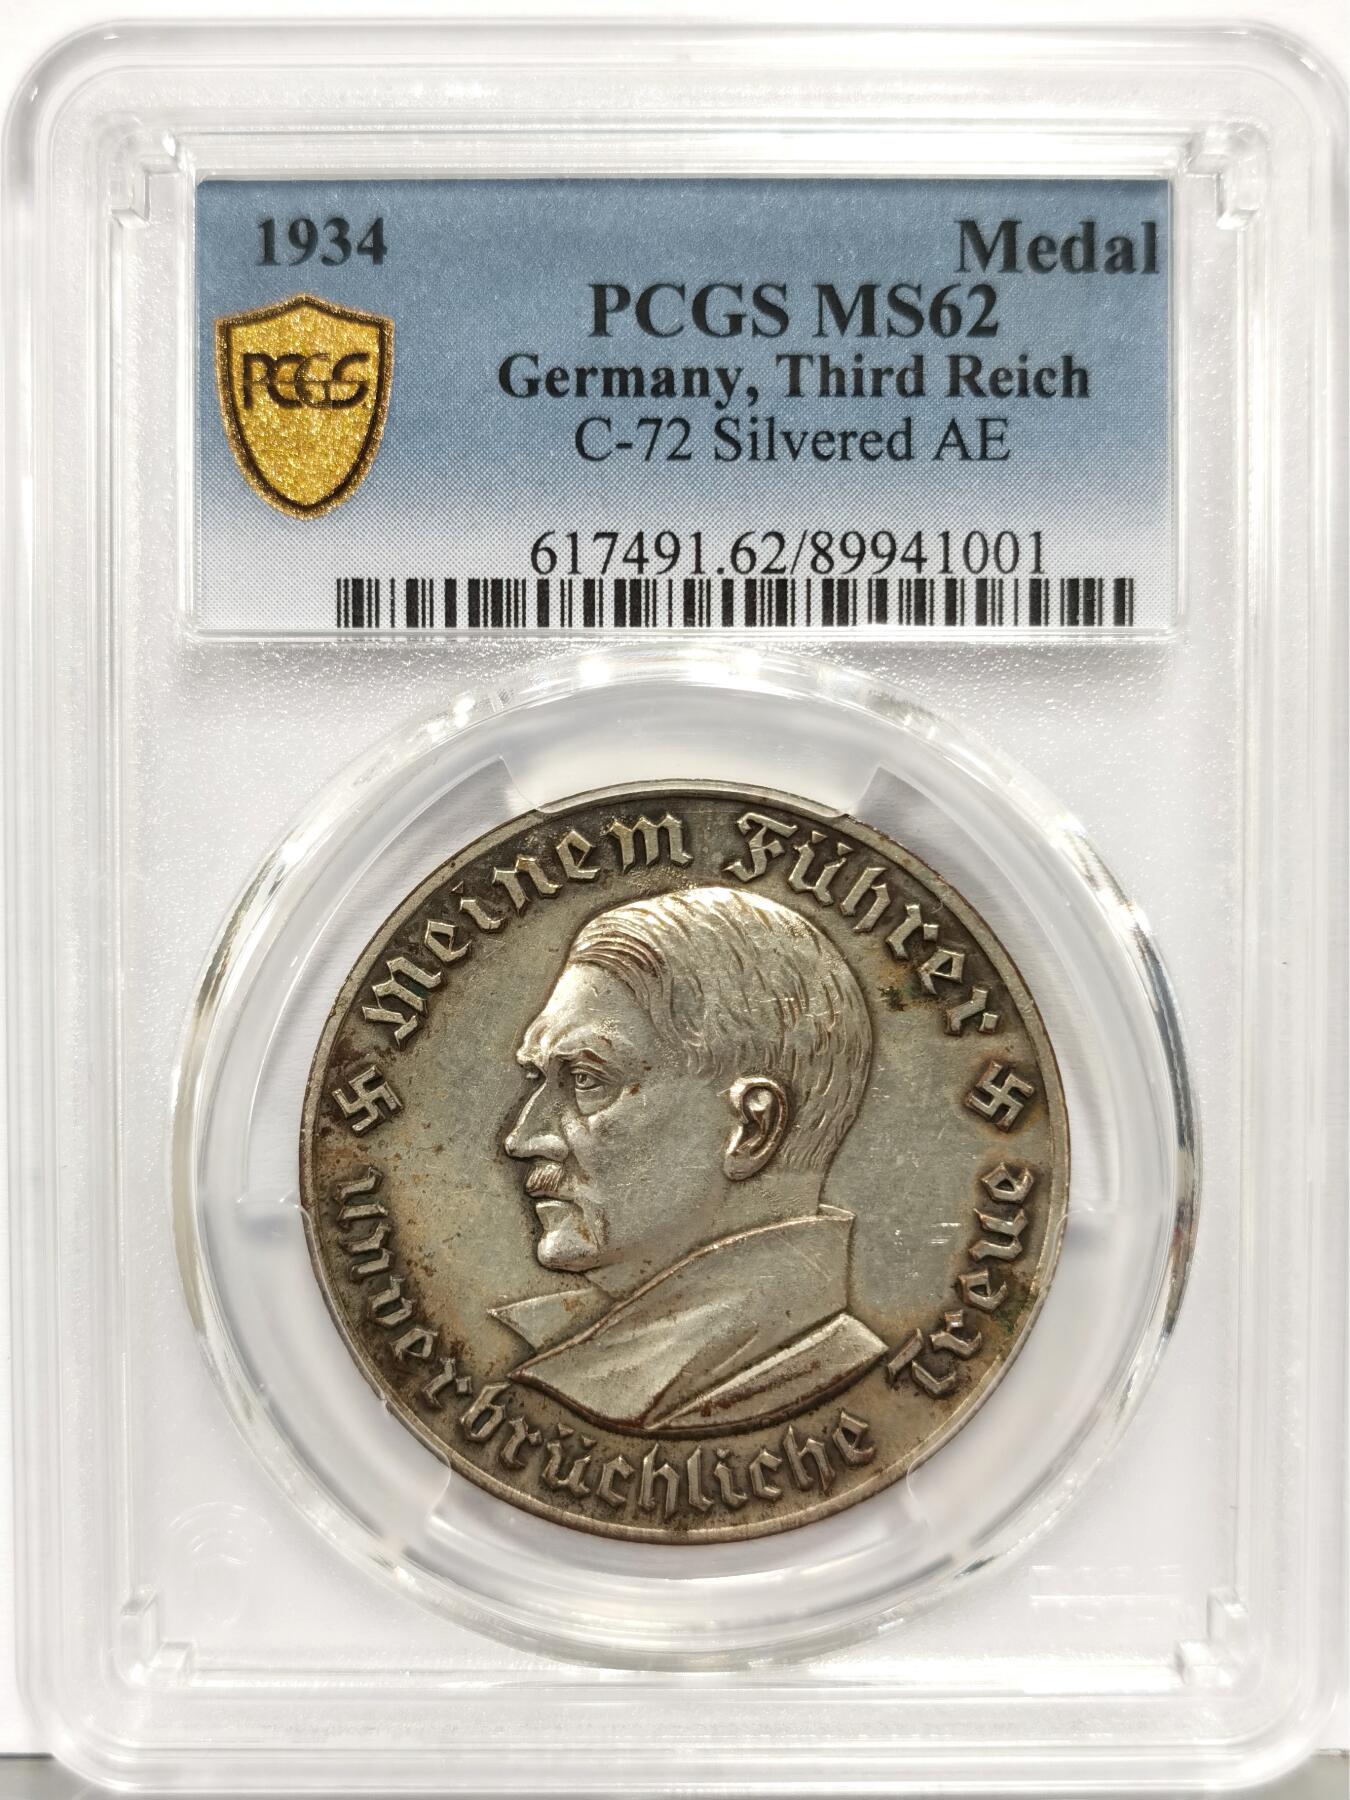 1934 Medal
PCGS MS62
Germany, Third Reich
C-72 Silvered AE
PCGS
617491.62/89941001
Meinem Führer
unverbrüchliche Treue